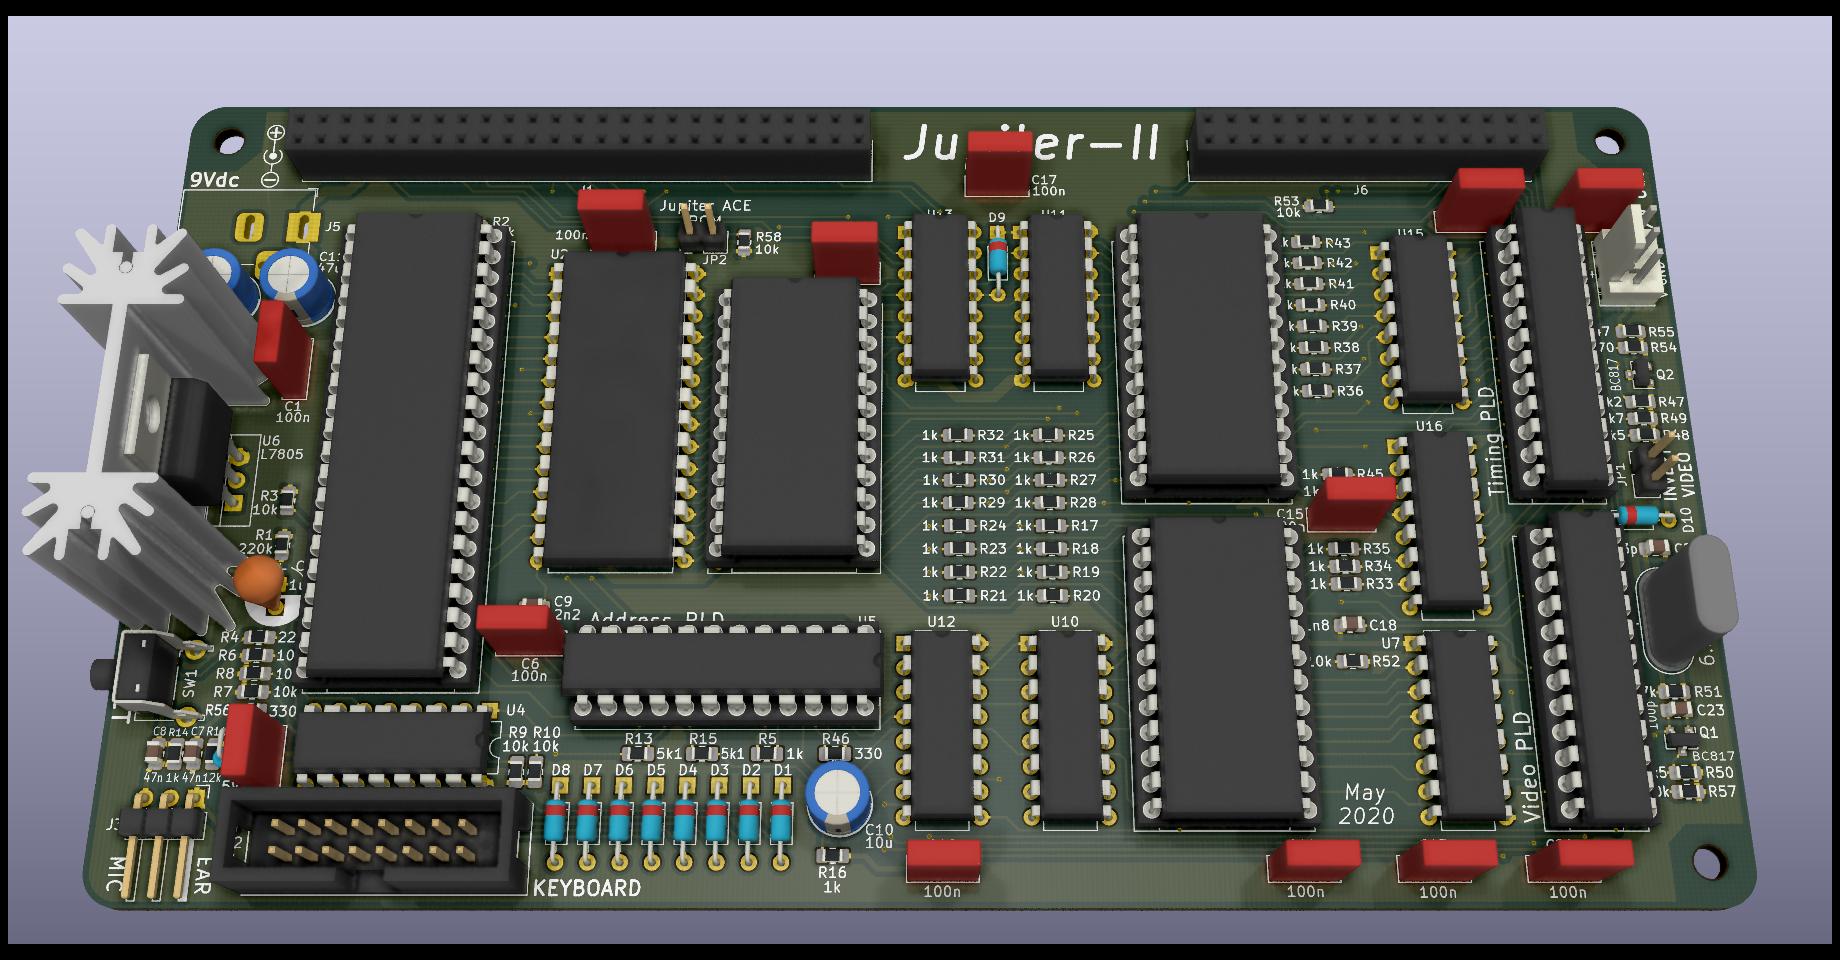 Ju er-II
9Vdc
J5
C17
100n
J6
Jupiter ACE
R2
100n
JP2
R58
10k
D9
R53
10k
U15
R43
R42
R41
R40
R39
R38
R37
R36
R55
R54
BC817
Q2
R47
R49
C1
100n
U6
L7805
R3
10k
R1
220k
1k R32 1k R25
1k R31 1k R26
1k R30 1k R27
1k R29 1k R28
1k R24 1k R17
1k R23 1k R18
1k R22 1k R19
1k R21 1k R20
U16
Timing PLD
1k R45
C15
1k R35
1k R34
1k R33
JP1
VIDEO
D10
C9
2n2
Address PLD
U5
U12
U10
C18
U7
R52
C6
100n
R4 22
R6 10
R8 10
R7 10k
R56 330
SW1
C8 R14 C7
47n 1k 47n 12k
U4
R9 R10
10k 10k
R13 5k1
R15 5k1
R5 1k
R46 330
D8 D7 D6 D5 D4 D3 D2 D1
C10
10u
R16
1k
KEYBOARD
MIC
EAR
May
2020
Video PLD
R51
C23
Q1
BC817
R50
R57
100n
100n
100n
100n